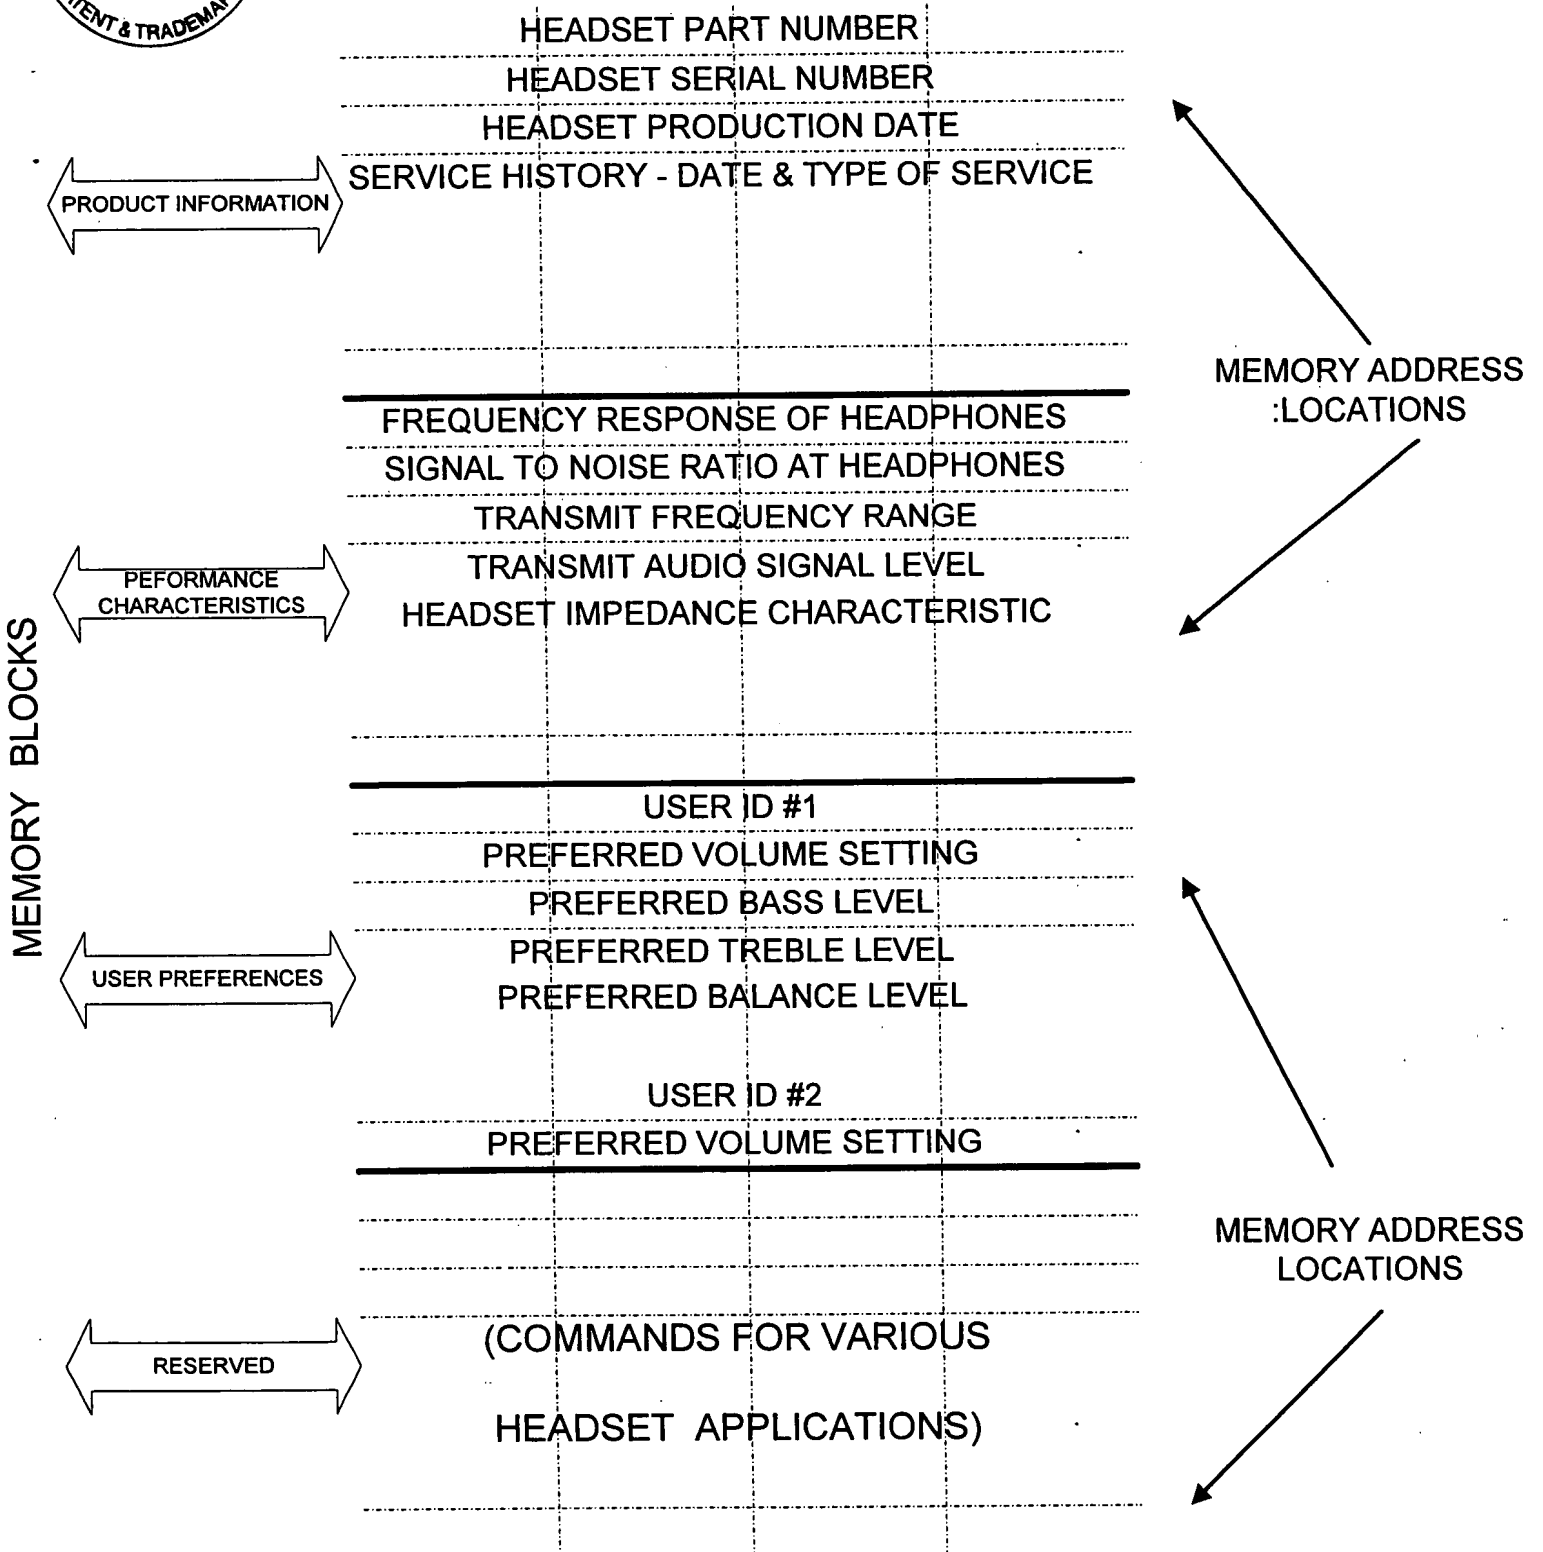 TENT & TRADEMA
HEADSET PART NUMBER
HEADSET SERIAL NUMBER
HEADSET PRODUCTION DATE
SERVICE HISTORY - DATE & TYPE OF SERVICE
PRODUCT INFORMATION
MEMORY ADDRESS
:LOCATIONS
FREQUENCY RESPONSE OF HEADPHONES
SIGNAL TO NOISE RATIO AT HEADPHONES
TRANSMIT FREQUENCY RANGE
TRANSMIT AUDIO SIGNAL LEVEL
HEADSET IMPEDANCE CHARACTERISTIC
PEFORMANCE
CHARACTERISTICS
MEMORY BLOCKS
USER ID #1
PREFERRED VOLUME SETTING
PREFERRED BASS LEVEL
PREFERRED TREBLE LEVEL
PREFERRED BALANCE LEVEL
USER PREFERENCES
USER ID #2
PREFERRED VOLUME SETTING
MEMORY ADDRESS
LOCATIONS
(COMMANDS FOR VARIOUS
HEADSET APPLICATIONS)
RESERVED